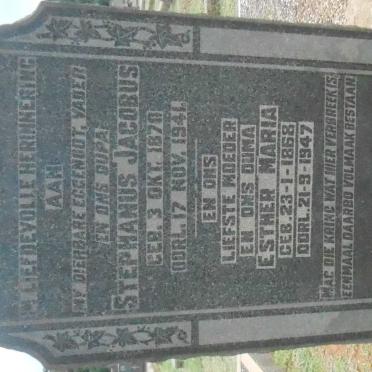 IN LIEFDEVOLLE HERINNERING
AAN
MY DIERBARE EGGENOOT, VADER
EN ONS OUPA
STEPHANUS JACOBUS
GEB. 3 OKT. 1870
OORL. 17 NOV. 1941
EN ONS
LIEFSTE MOEDER
EN ONS OUMA
ESTHER MARIA
GEB. 23-1-1868
OORL. 21-9-1947
MAG DIE KRING WAT HIER VERBREEK IS,
EENMAAL DAARBO VOLMAAK BESTAAN